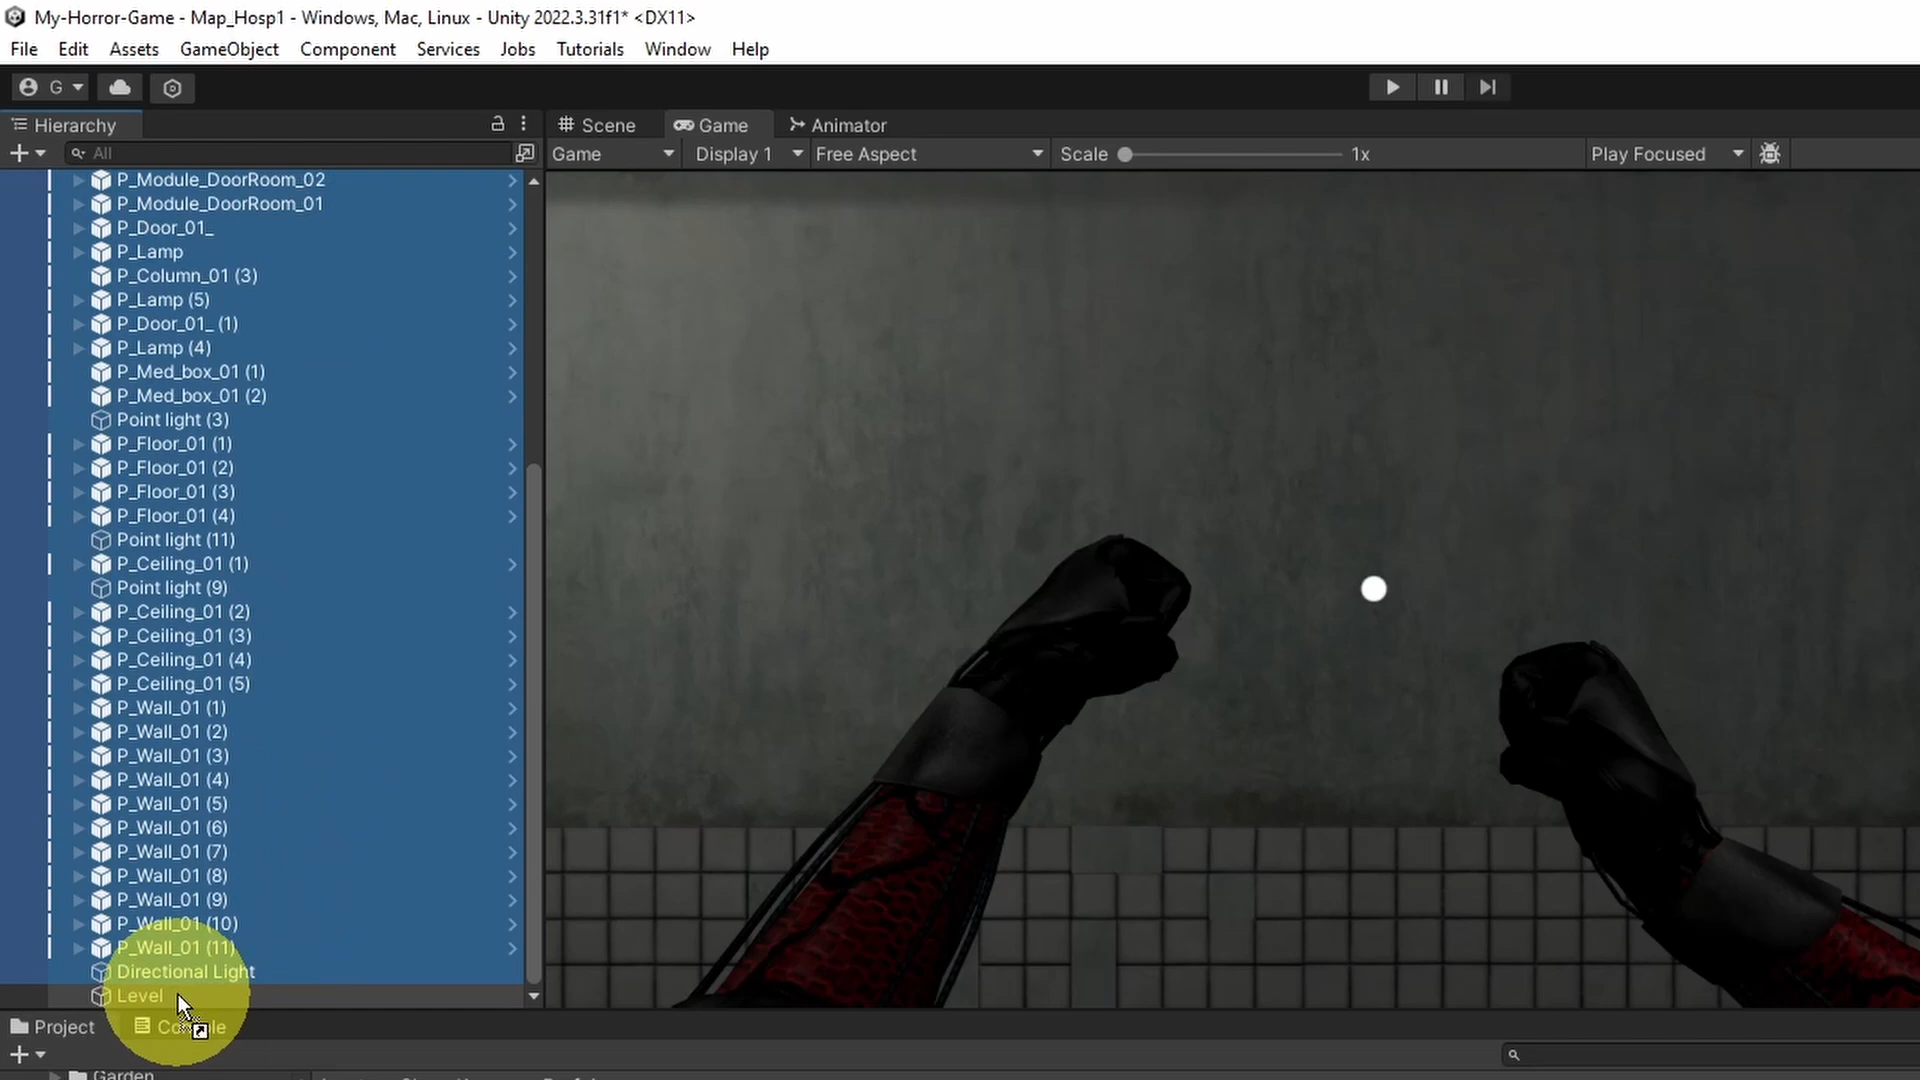 My-Horror-Game - Map_Hosp1 - Windows, Mac, Linux - Unity 2022.3.31f1* <DX11>
File Edit Assets GameObject Component Services Jobs Tutorials Window Help
G
Hierarchy Scene Game Animator
All Game Display 1 Free Aspect Scale 1x Play Focused
P_Module_DoorRoom_02
P_Module_DoorRoom_01
P_Door_01_
P_Lamp
P_Column_01 (3)
P_Lamp (5)
P_Door_01_ (1)
P_Lamp (4)
P_Med_box_01 (1)
P_Med_box_01 (2)
Point light (3)
P_Floor_01 (1)
P_Floor_01 (2)
P_Floor_01 (3)
P_Floor_01 (4)
Point light (11)
P_Ceiling_01 (1)
Point light (9)
P_Ceiling_01 (2)
P_Ceiling_01 (3)
P_Ceiling_01 (4)
P_Ceiling_01 (5)
P_Wall_01 (1)
P_Wall_01 (2)
P_Wall_01 (3)
P_Wall_01 (4)
P_Wall_01 (5)
P_Wall_01 (6)
P_Wall_01 (7)
P_Wall_01 (8)
P_Wall_01 (9)
P_Wall_01 (10)
P_Wall_01 (11)
Directional Light
Level
Project Console
Garden